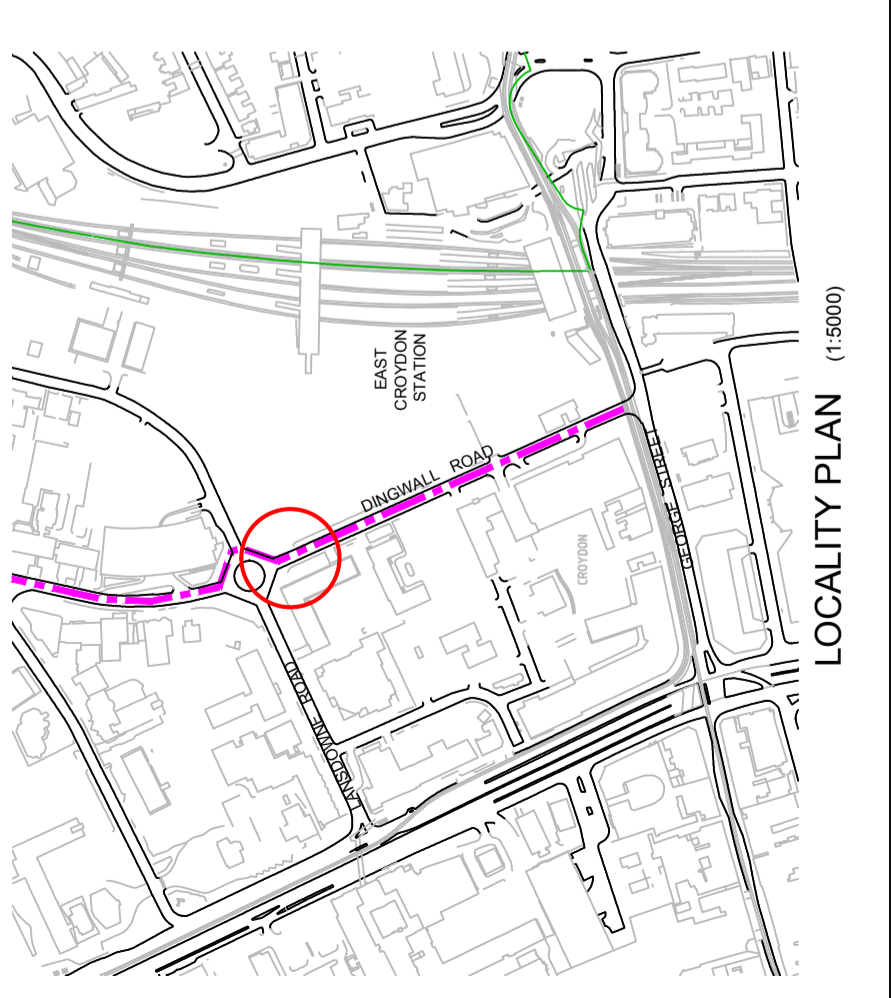 EAST
CROYDON
STATION
DINGWALL ROAD
GEORGE STREET
CROYDON
LANSDOWNE ROAD
LOCALITY PLAN (1:5000)